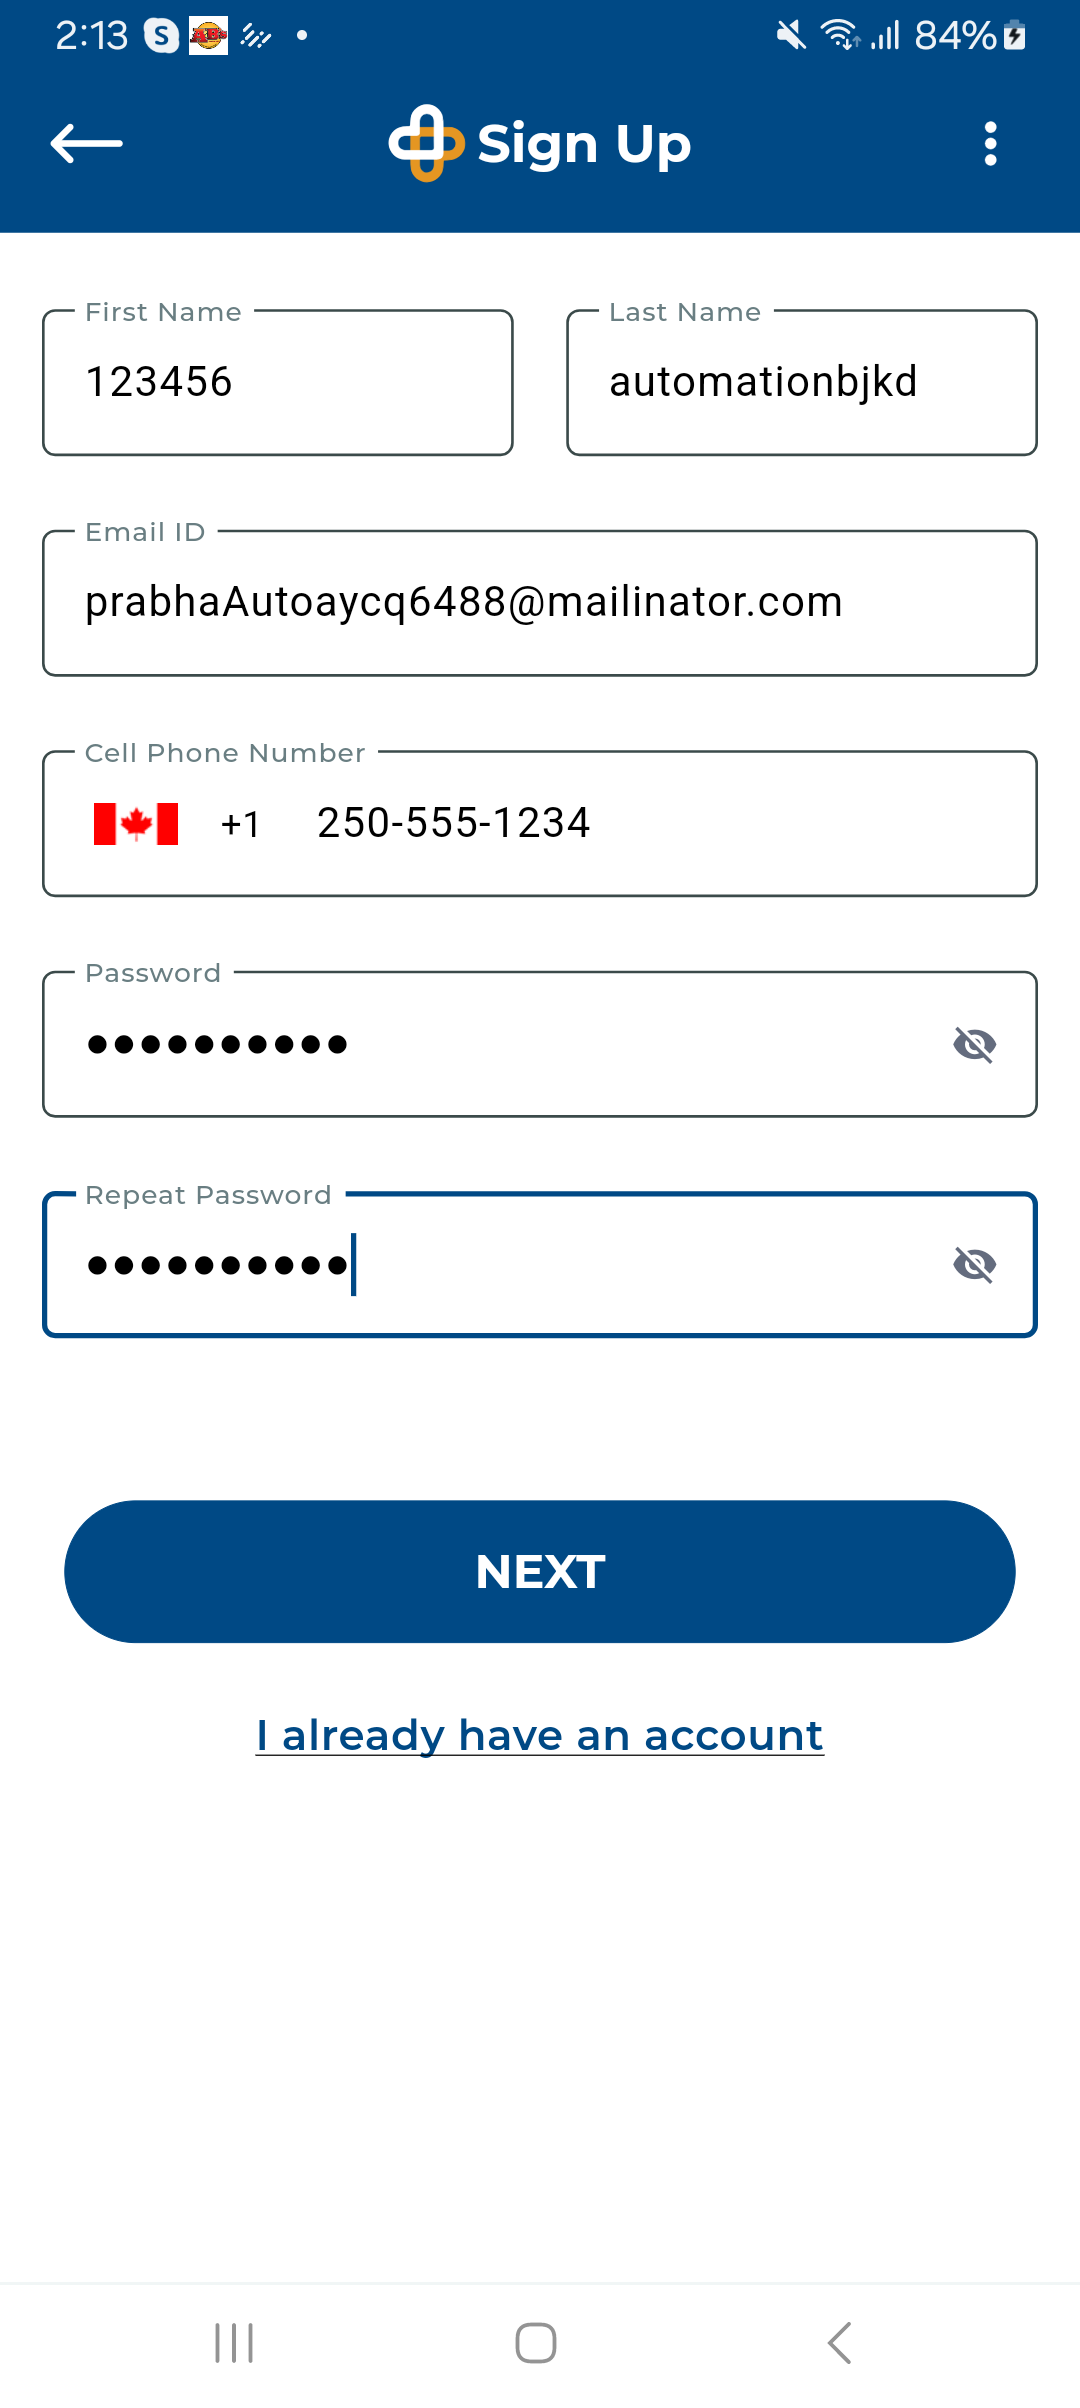 2:13 S ABs 84%
Sign Up
First Name Last Name
123456 automationbjkd
Email ID
prabhaAutoaycq6488@mailinator.com
Cell Phone Number
+1 250-555-1234
Password
••••••••••
Repeat Password
••••••••••
NEXT
I already have an account